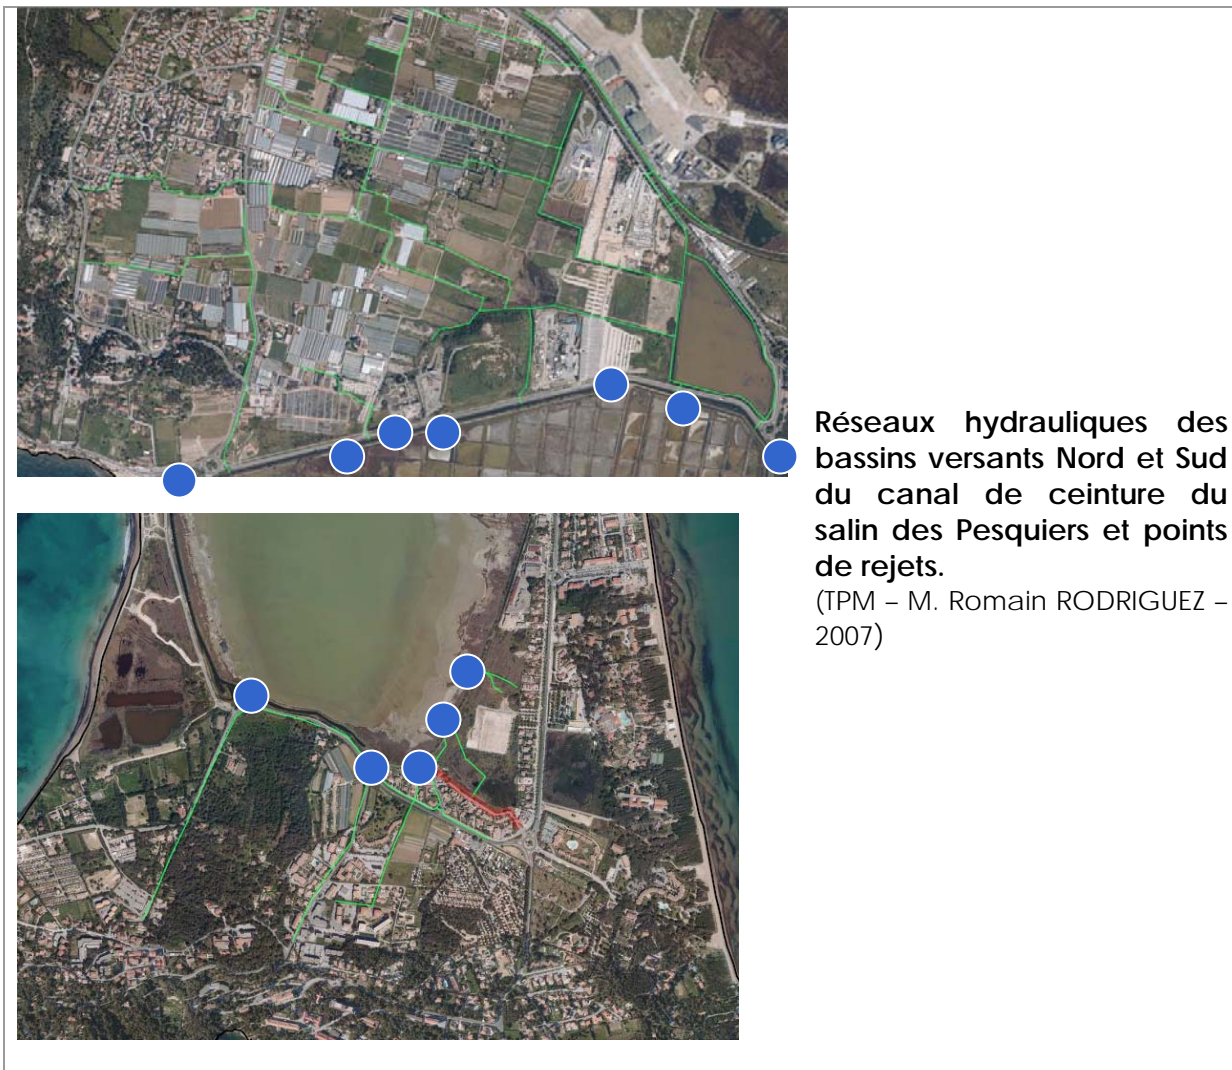 Réseaux hydrauliques des
bassins versants Nord et Sud
du canal de ceinture du
salin des Pesquiers et points
de rejets.
(TPM – M. Romain RODRIGUEZ –
2007)